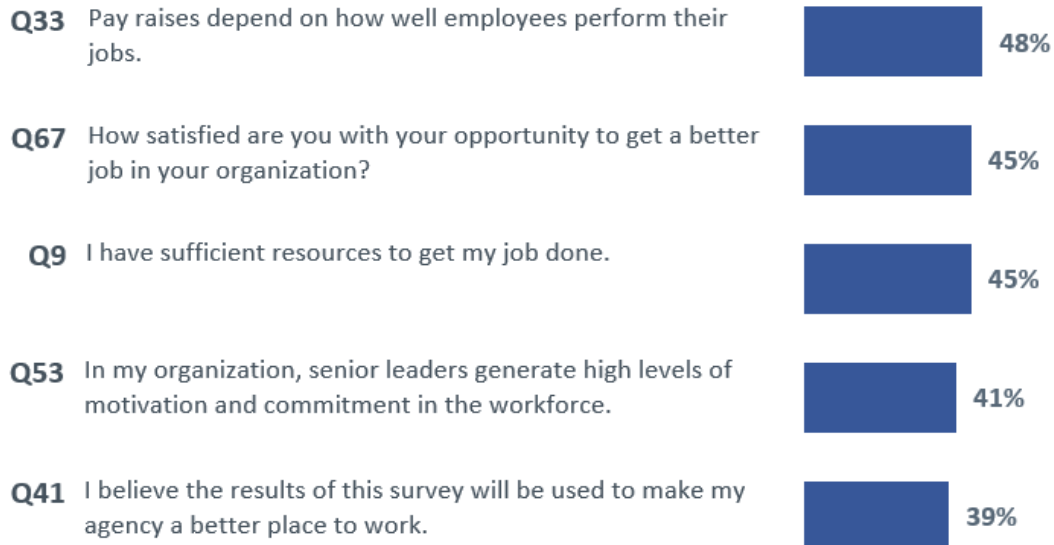 Q33 Pay raises depend on how well employees perform their
jobs.
48%
Q67 How satisfied are you with your opportunity to get a better
job in your organization?
45%
Q9 I have sufficient resources to get my job done.
45%
Q53 In my organization, senior leaders generate high levels of
motivation and commitment in the workforce.
41%
Q41 I believe the results of this survey will be used to make my
agency a better place to work.
39%